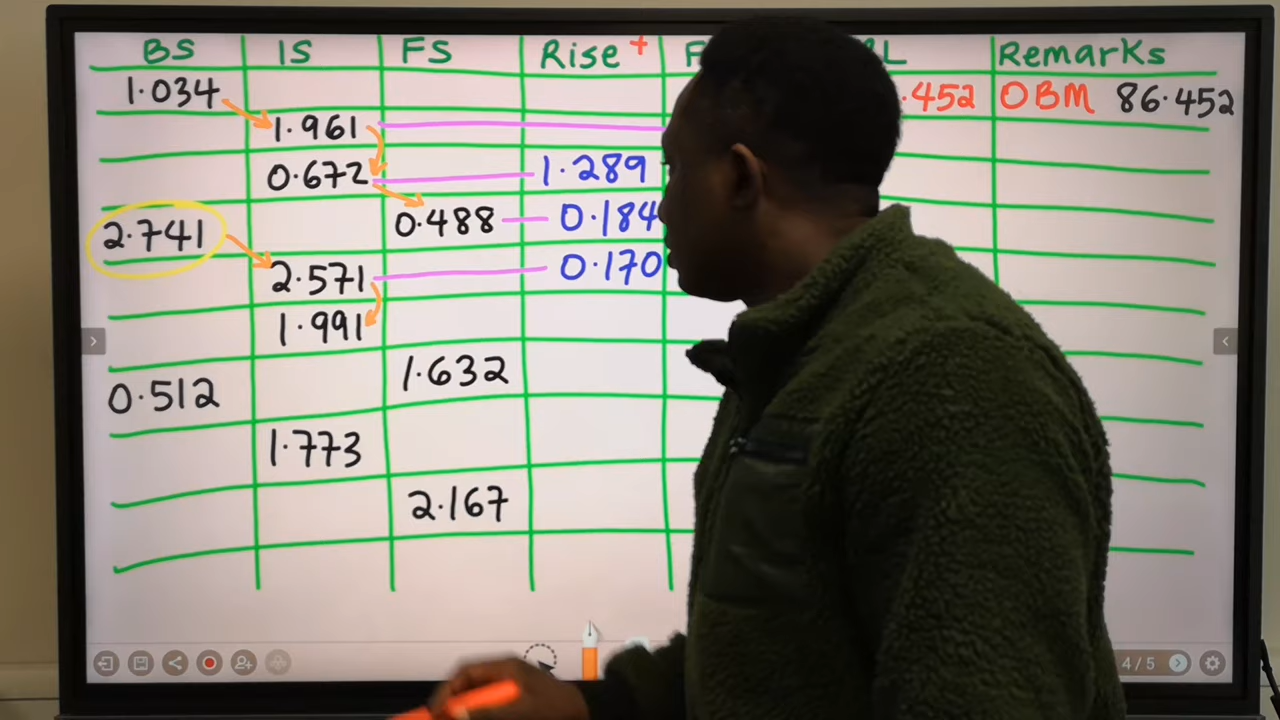 BS IS FS Rise + F L Remarks
1.034 .452 OBM 86.452
1.961
0.672 1.289
2.741 0.488 0.184
2.571 0.170
1.991
0.512 1.632
1.773
2.167
4/5